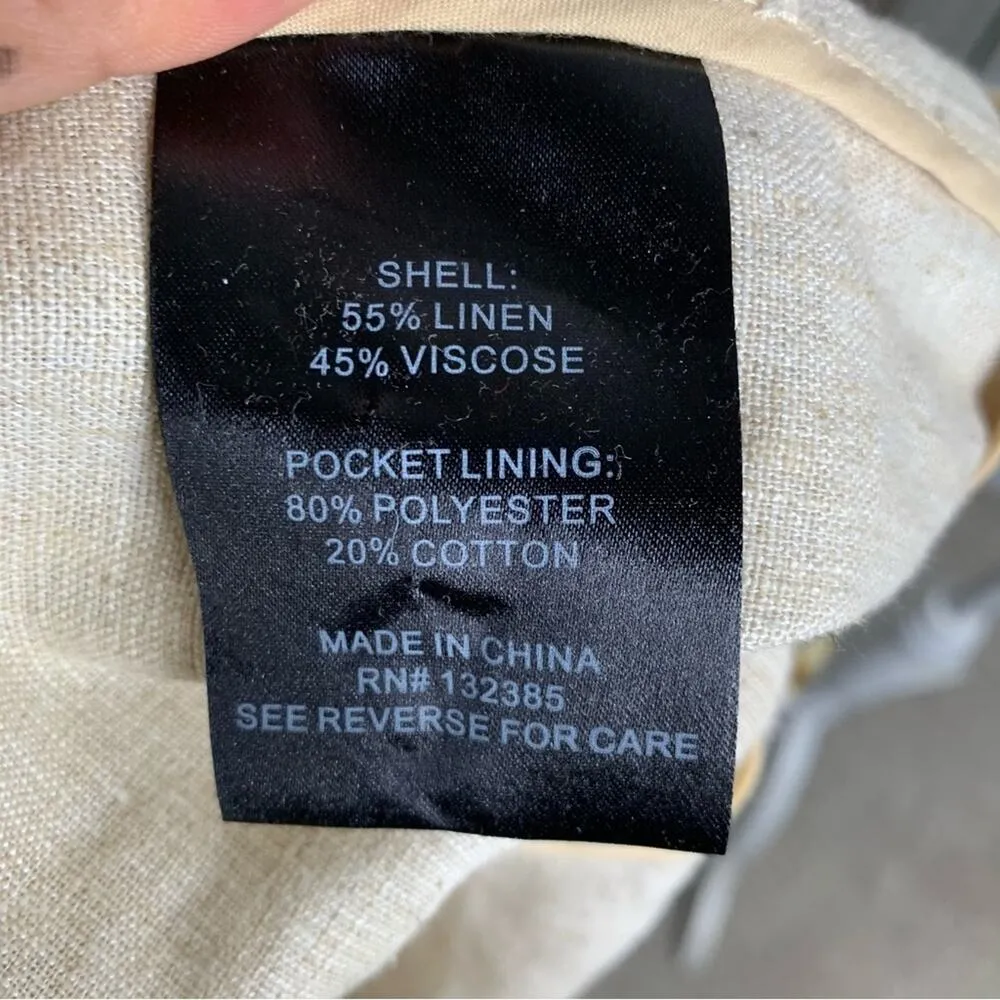 SHELL:
55% LINEN
45% VISCOSE
POCKET LINING:
80% POLYESTER
20% COTTON
MADE IN CHINA
RN# 132385
SEE REVERSE FOR CARE